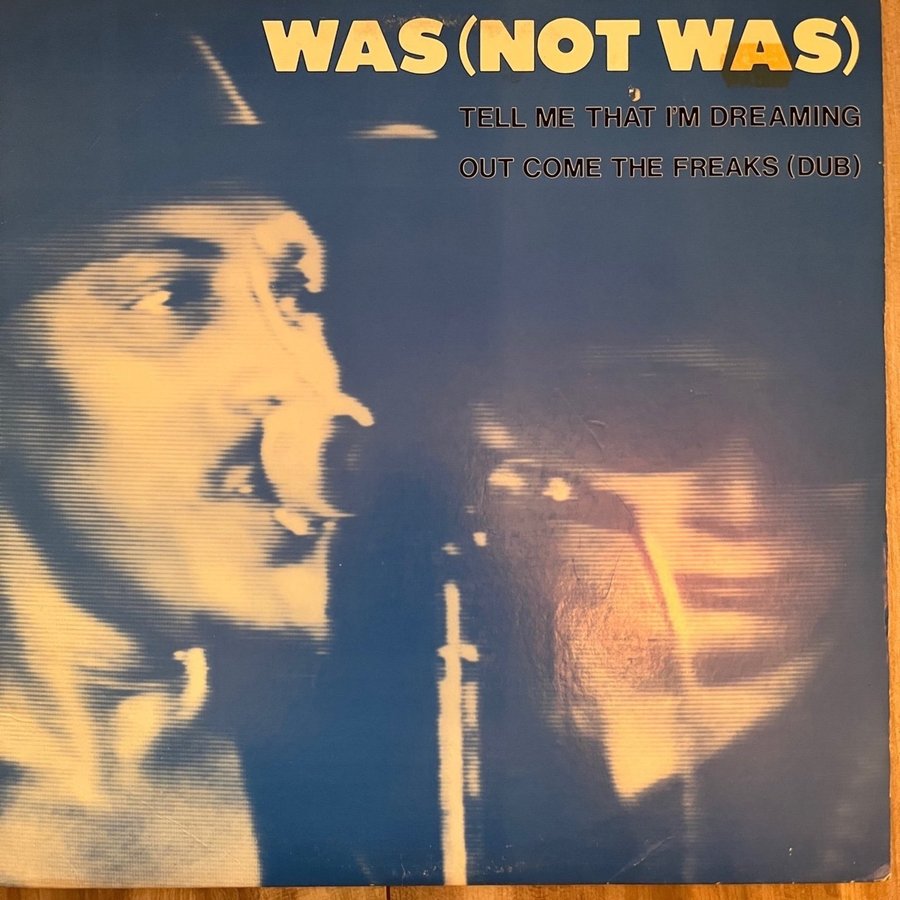 WAS (NOT WAS)
TELL ME THAT I'M DREAMING
OUT COME THE FREAKS (DUB)